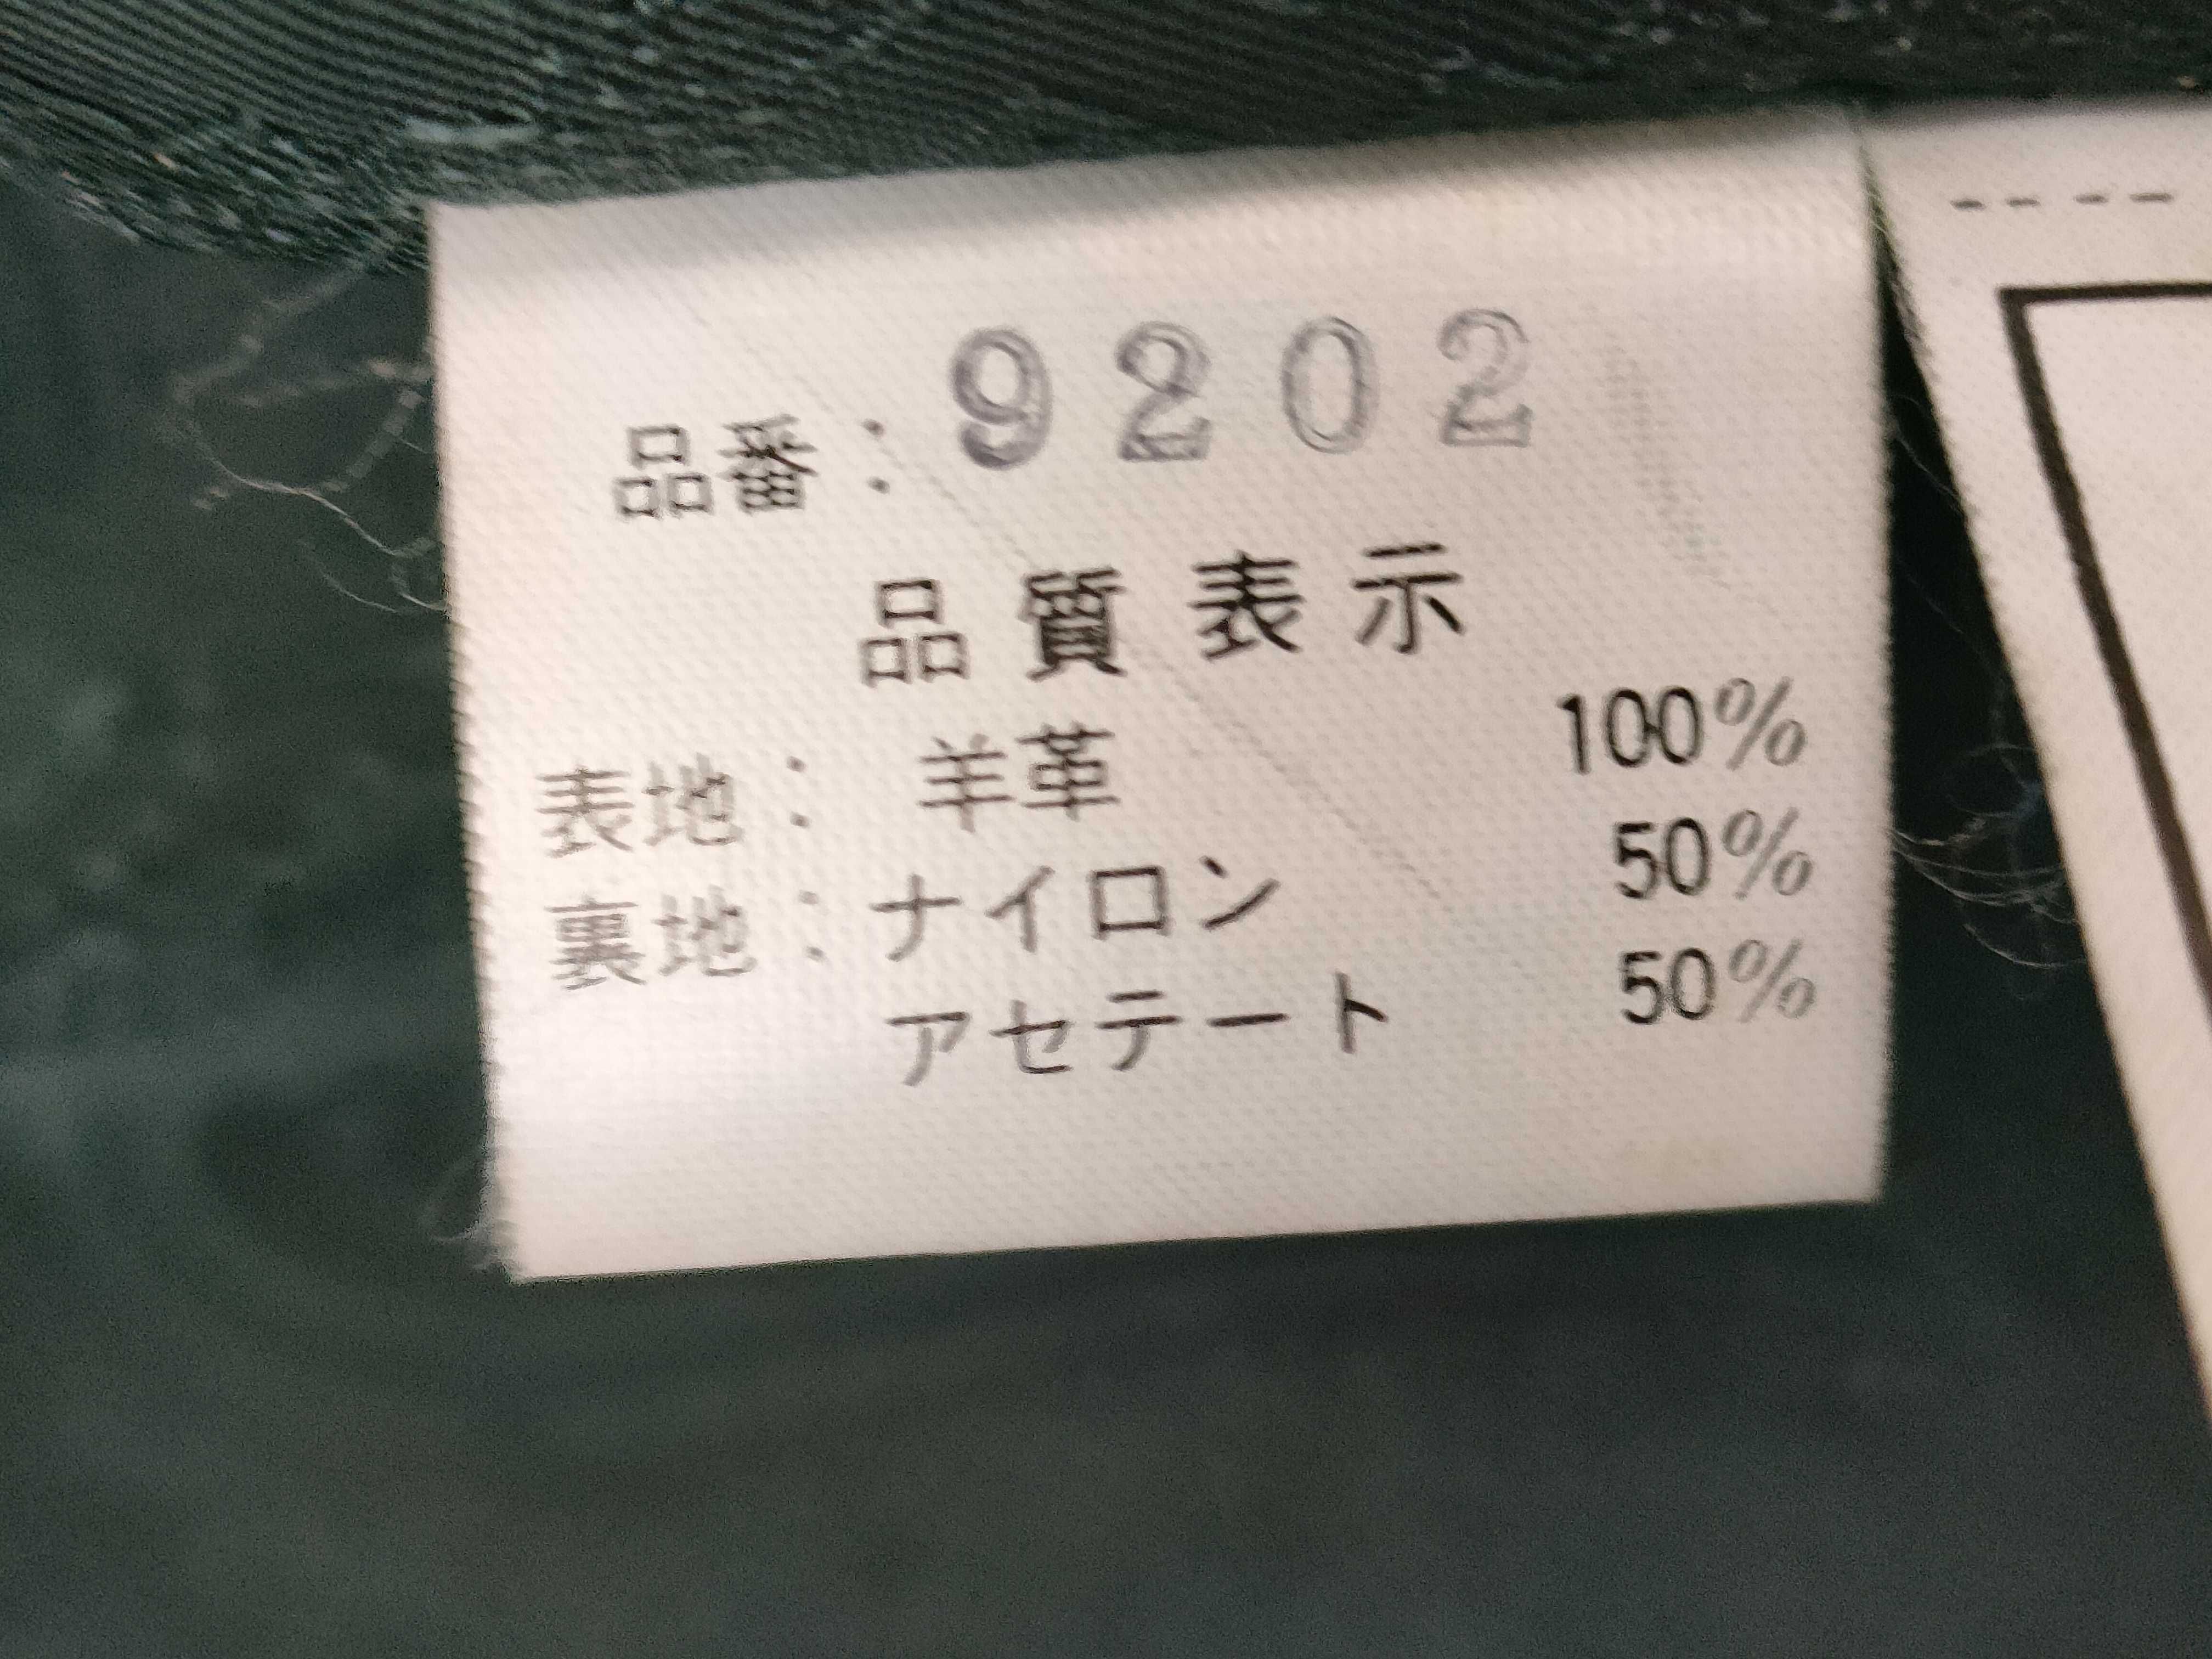 品番：9202
品質表示
表地：羊革 100%
裏地：ナイロン 50%
アセテート 50%